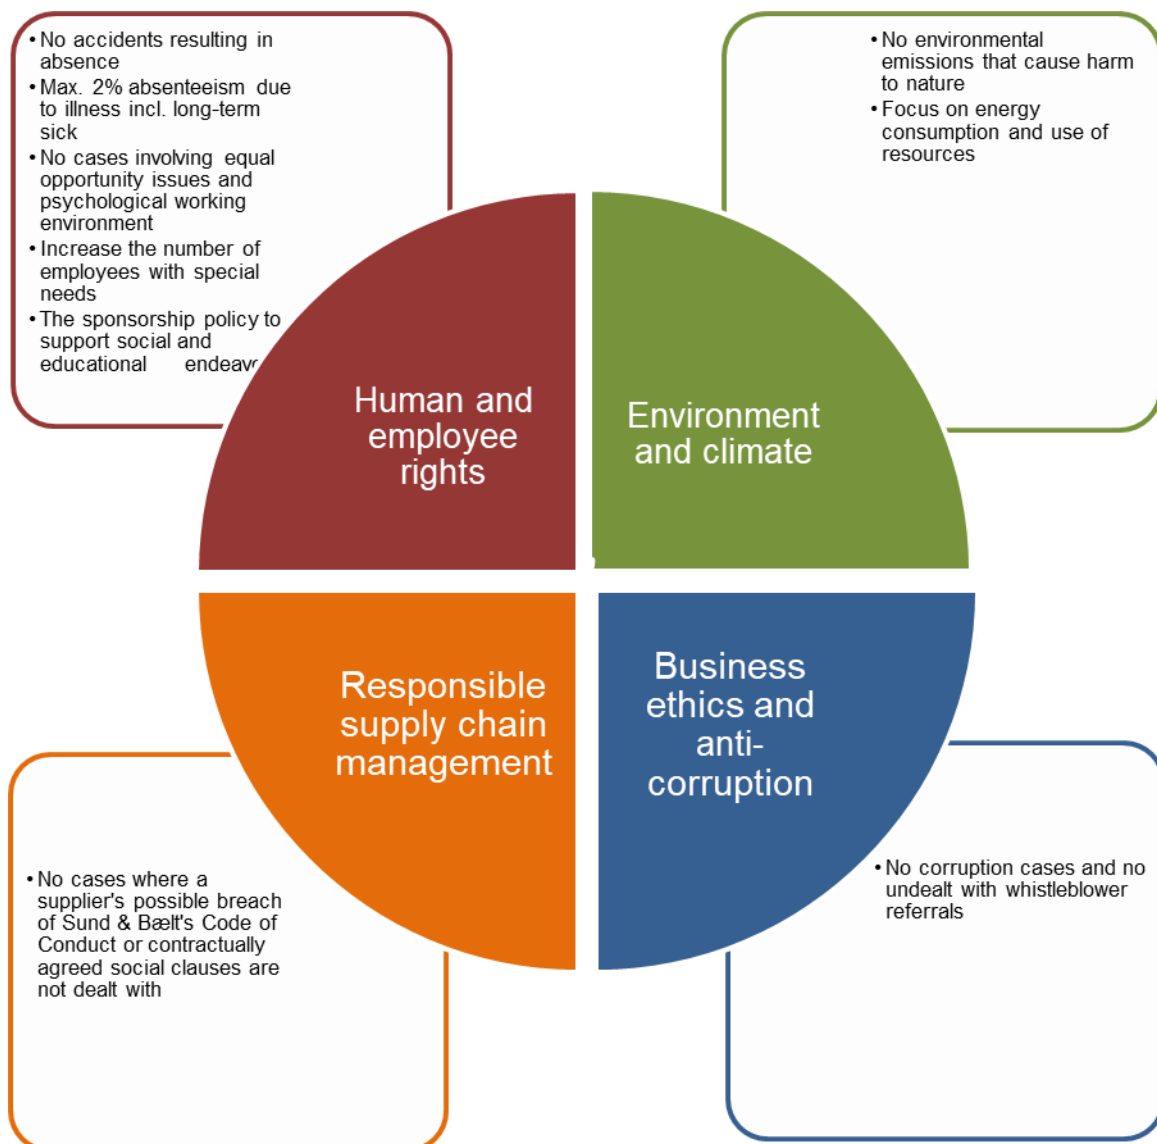 • No accidents resulting in
absence
• Max. 2% absenteeism due
to illness incl. long-term
sick
• No cases involving equal
opportunity issues and
psychological working
environment
• Increase the number of
employees with special
needs
• The sponsorship policy to
support social and
educational
• No environmental
emissions that cause harm
to nature
• Focus on energy
consumption and use of
resources
Human and
employee
rights
Environment
and climate
Responsible
supply chain
management
Business
ethics and
anti-
corruption
• No cases where a
supplier's possible breach
of Sund & Bælt's Code of
Conduct or contractually
agreed social clauses are
not dealt with
• No corruption cases and no
undealt with whistleblower
referrals